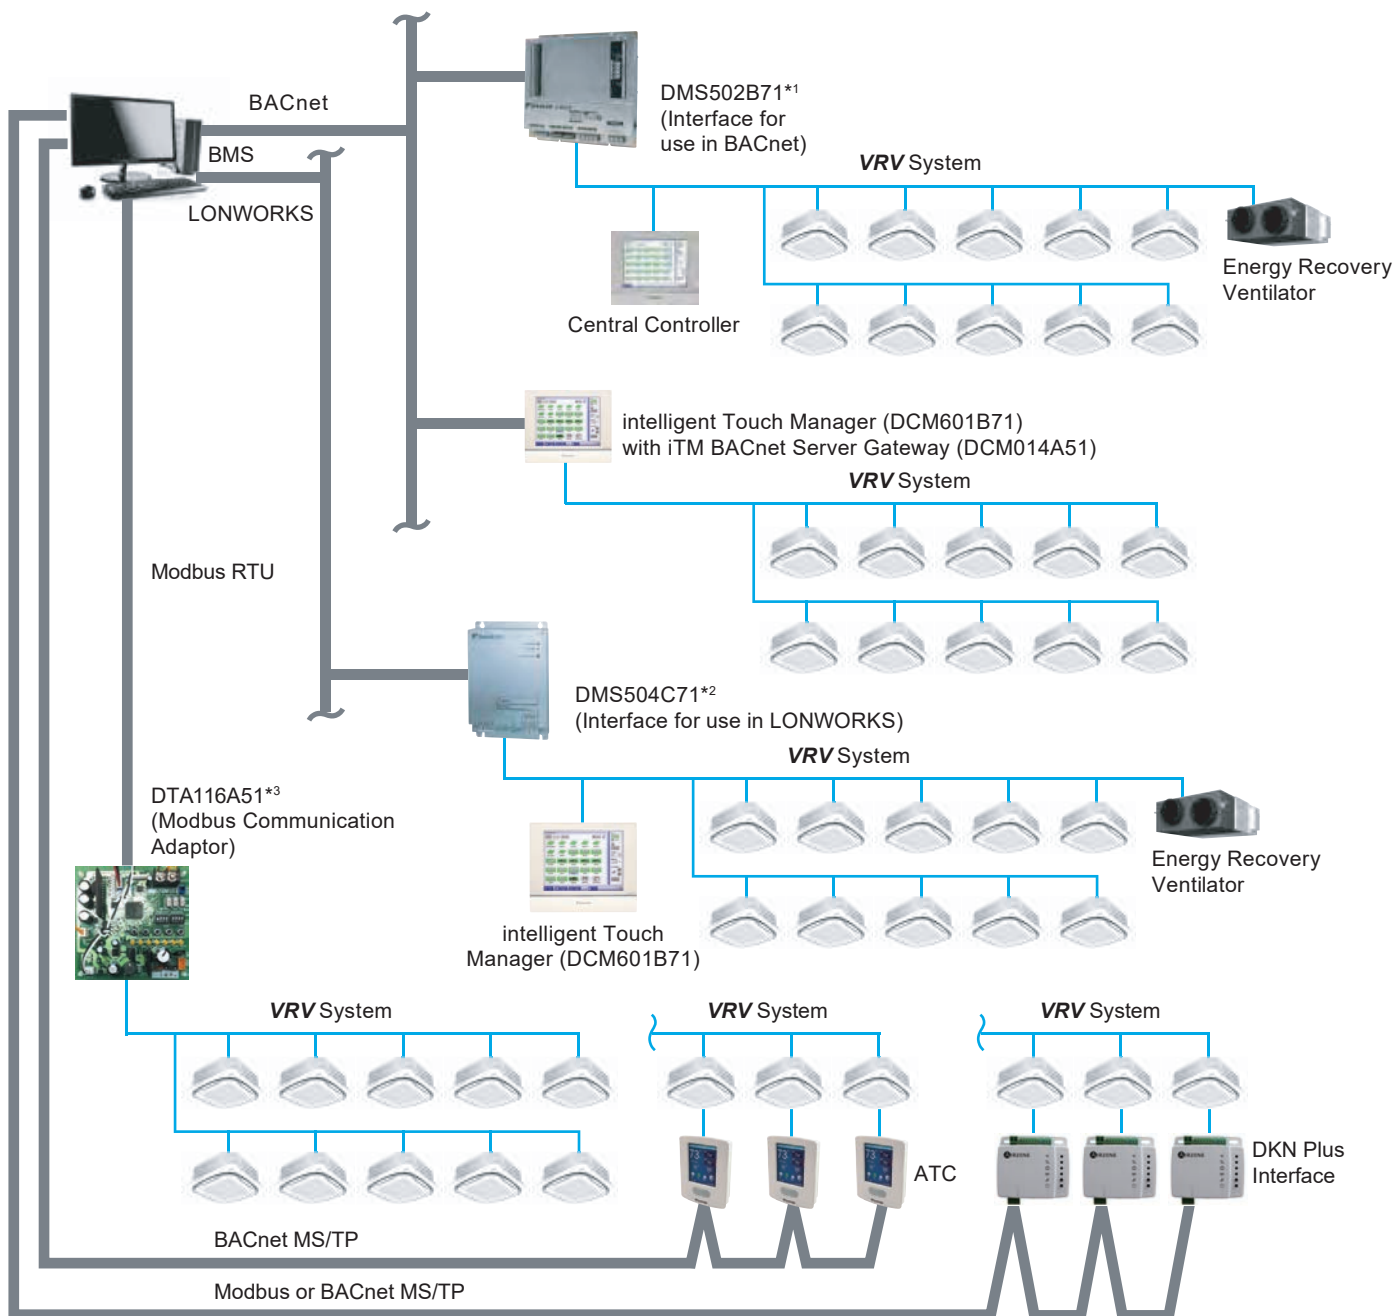 BACnet
BMS
LONWORKS
DMS502B71*1
(Interface for
use in BACnet)
VRV System
Central Controller
Energy Recovery
Ventilator
intelligent Touch Manager (DCM601B71)
with iTM BACnet Server Gateway (DCM014A51)
VRV System
Modbus RTU
DMS504C71*2
(Interface for use in LONWORKS)
VRV System
DTA116A51*3
(Modbus Communication
Adaptor)
intelligent Touch
Manager (DCM601B71)
Energy Recovery
Ventilator
VRV System
VRV System
VRV System
ATC
DKN Plus
Interface
BACnet MS/TP
Modbus or BACnet MS/TP